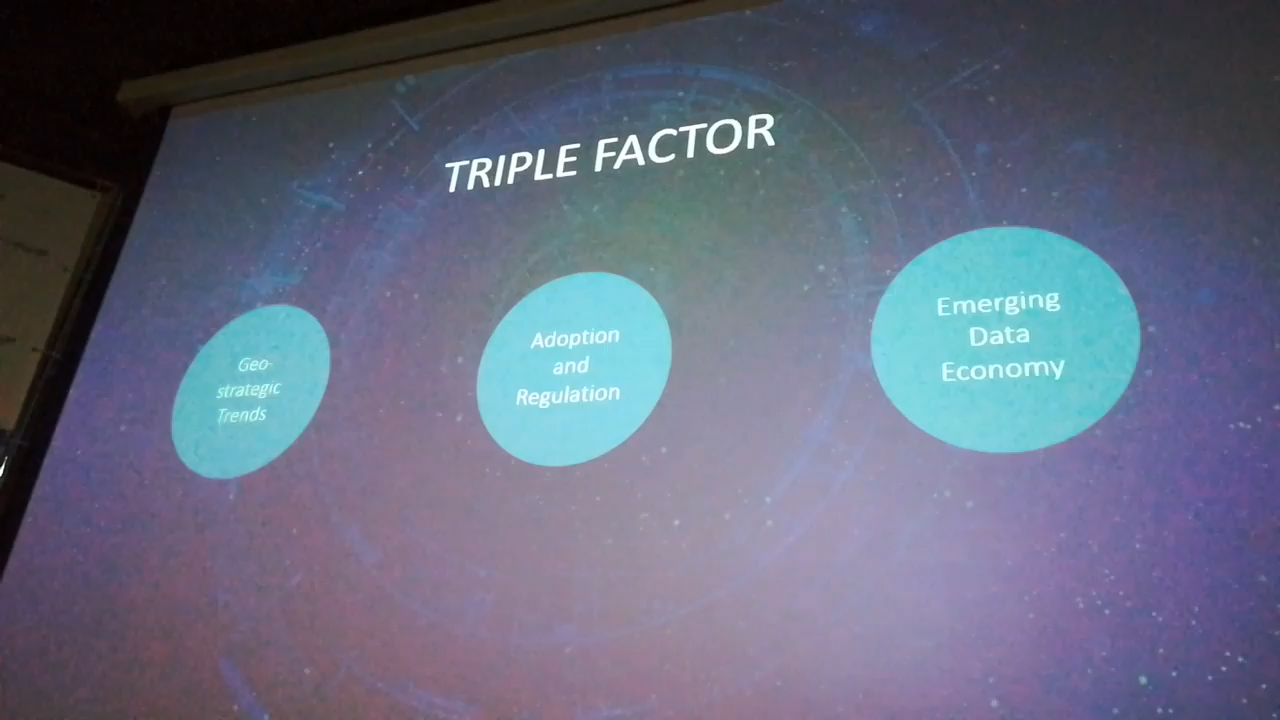 TRIPLE FACTOR
Geo-
strategic
Trends
Adoption
and
Regulation
Emerging
Data
Economy